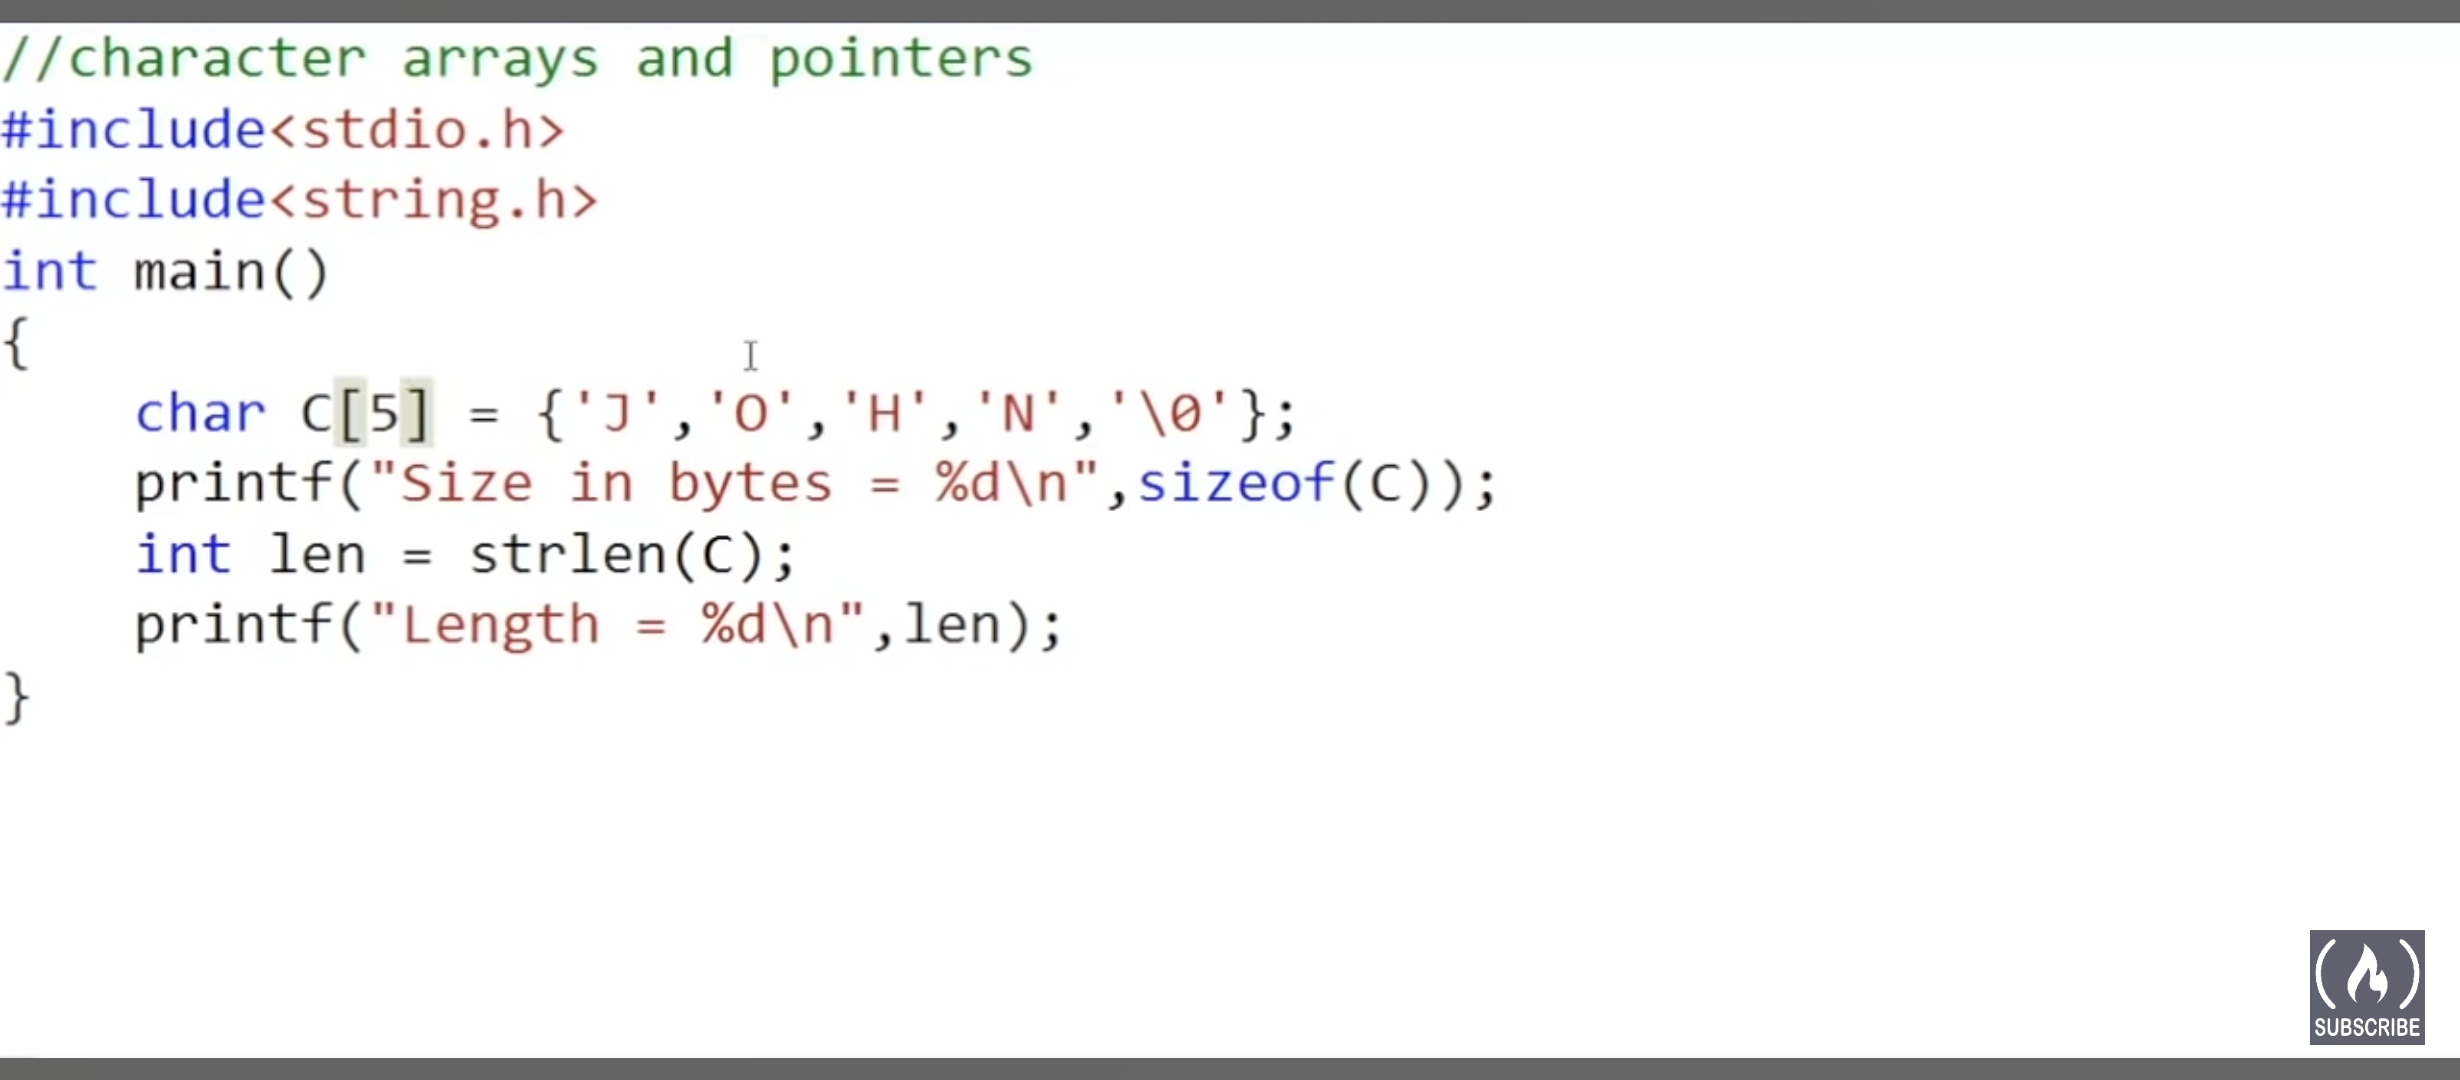 //character arrays and pointers
#include<stdio.h>
#include<string.h>
int main()
{
    char C[5] = {'J','O','H','N','\0'};
    printf("Size in bytes = %d\n",sizeof(C));
    int len = strlen(C);
    printf("Length = %d\n",len);
}
SUBSCRIBE